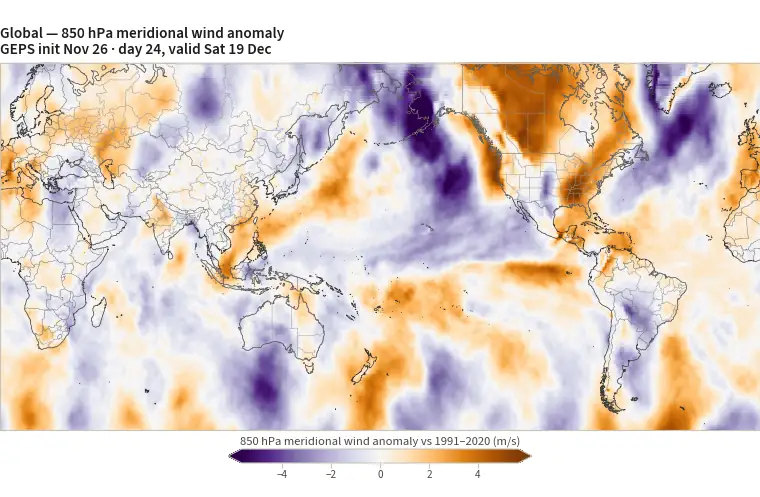 Global — 850 hPa meridional wind anomaly
GEPS init Nov 26 · day 24, valid Sat 19 Dec
850 hPa meridional wind anomaly vs 1991–2020 (m/s)
−4 −2 0 2 4